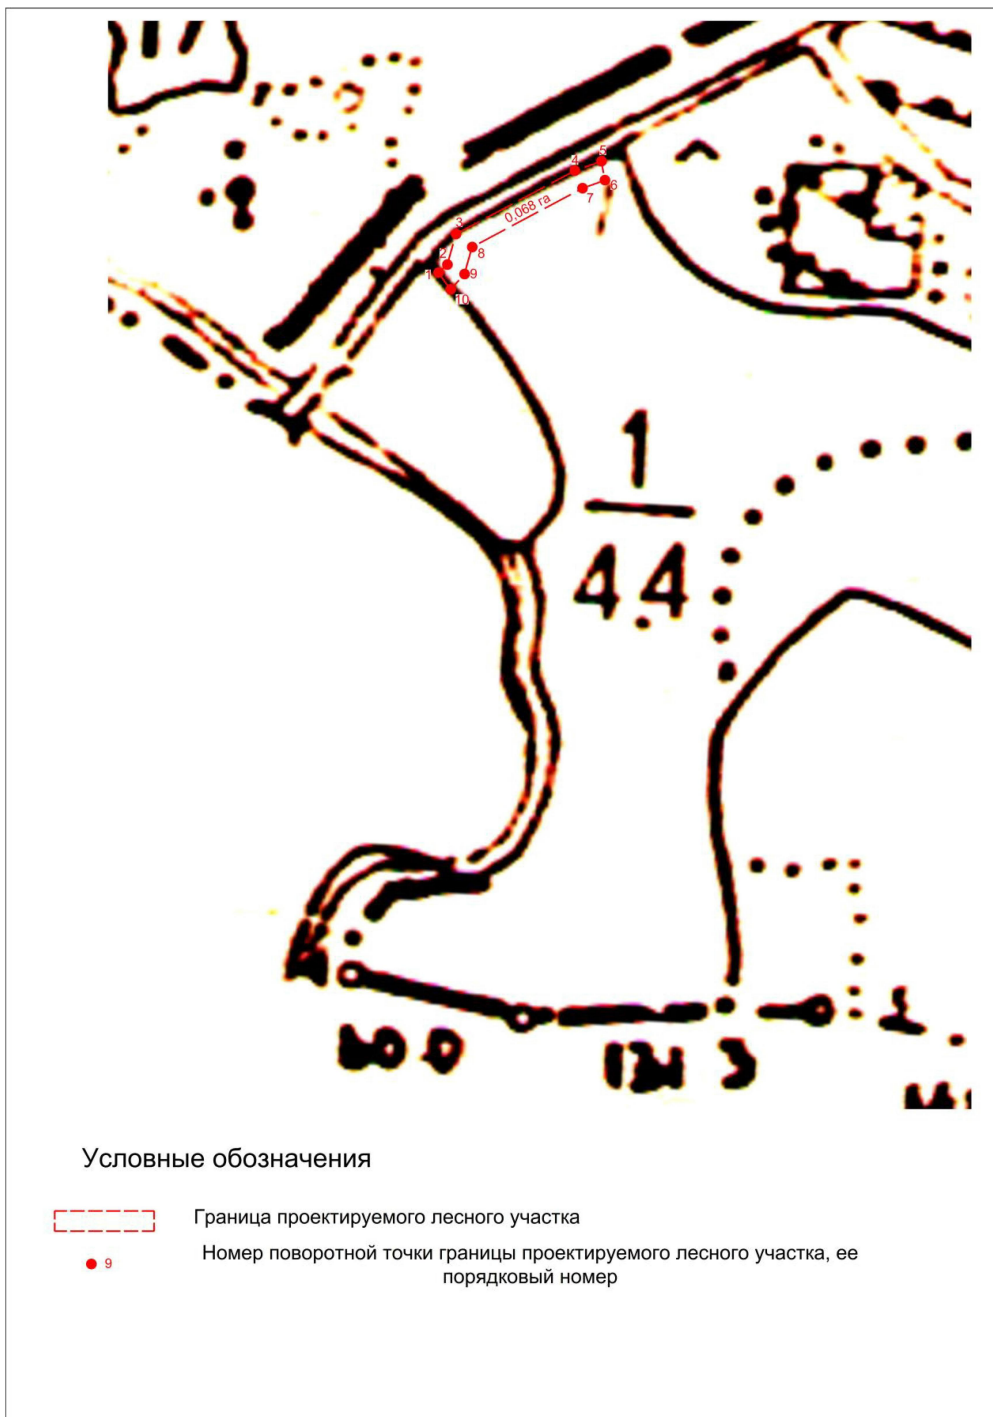 5
4
6
7
0,068 га
3
8
2
1
9
10
1
44
Условные обозначения
Граница проектируемого лесного участка
9
Номер поворотной точки границы проектируемого лесного участка, ее
порядковый номер